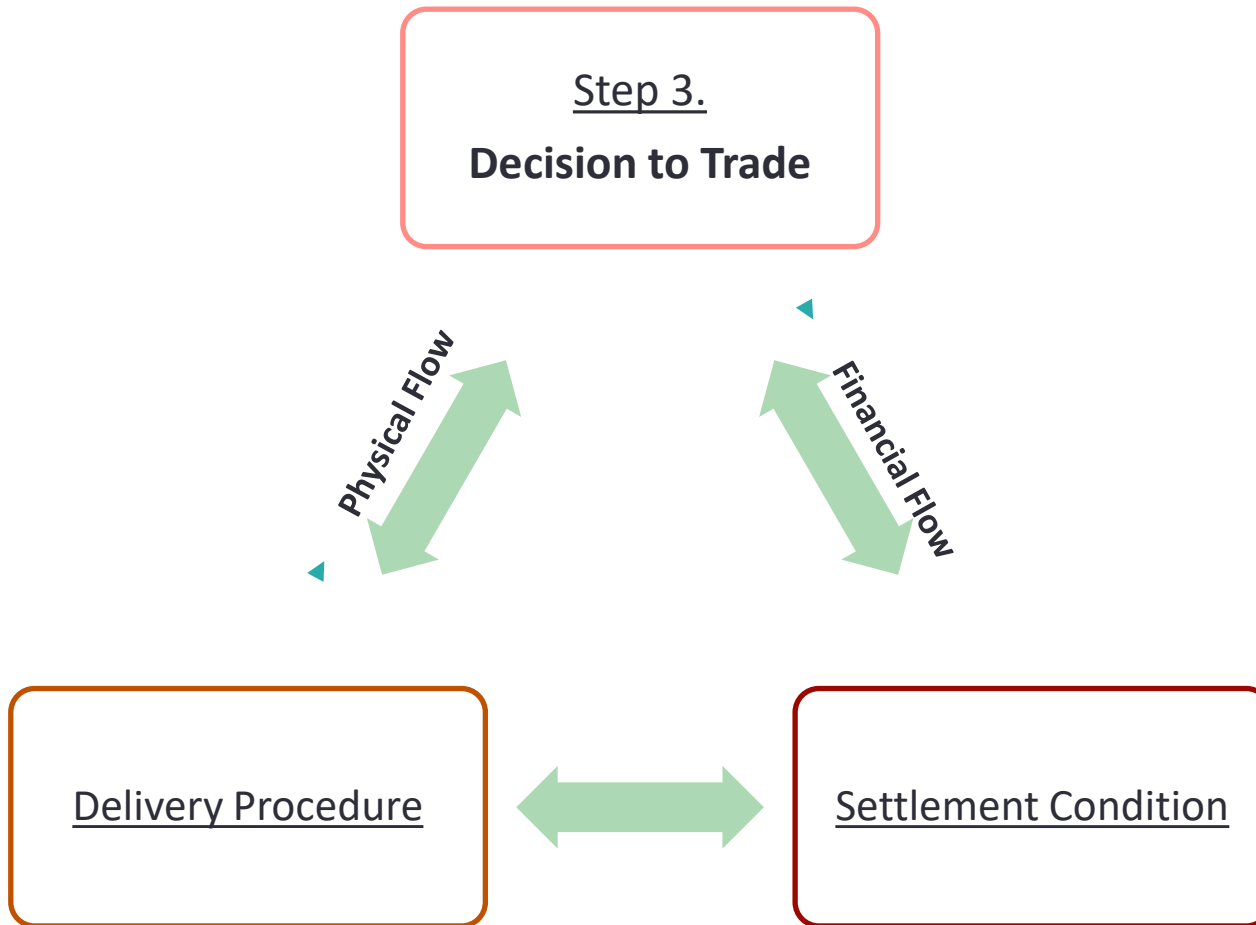 Step 3.
Decision to Trade
Physical Flow
Financial Flow
Delivery Procedure
Settlement Condition